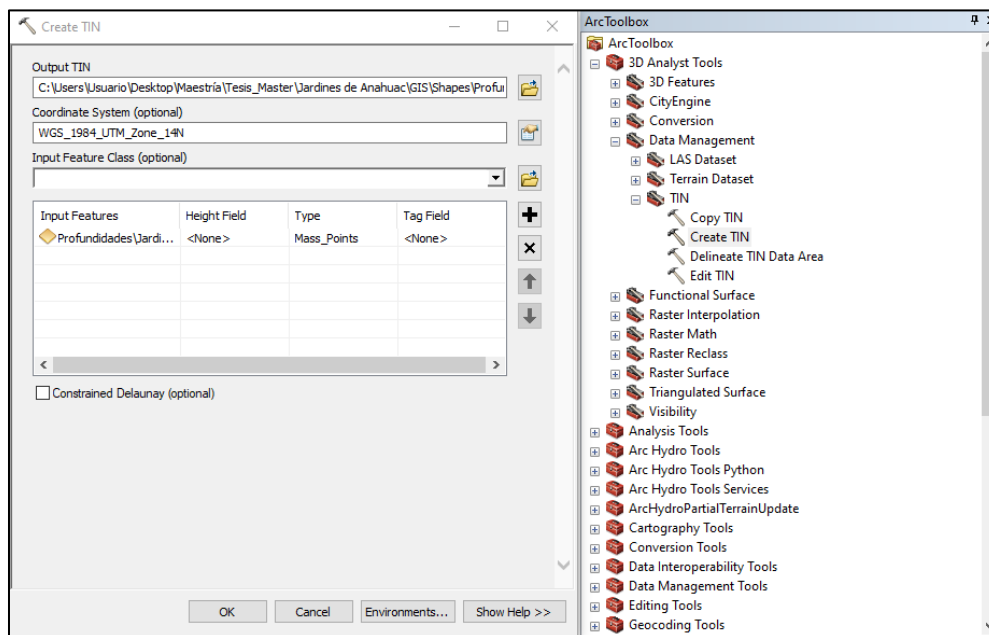 Create TIN
Output TIN
C:\Users\Usuario\Desktop\Maestría\Tesis_Master\Jardines de Anahuac\GIS\Shapes\Profur
Coordinate System (optional)
WGS_1984_UTM_Zone_14N
Input Feature Class (optional)
Input Features Height Field Type Tag Field
Profundidades\Jardi... <None> Mass_Points <None>
Constrained Delaunay (optional)
OK Cancel Environments... Show Help >>
ArcToolbox
ArcToolbox
3D Analyst Tools
3D Features
CityEngine
Conversion
Data Management
LAS Dataset
Terrain Dataset
TIN
Copy TIN
Create TIN
Delineate TIN Data Area
Edit TIN
Functional Surface
Raster Interpolation
Raster Math
Raster Reclass
Raster Surface
Triangulated Surface
Visibility
Analysis Tools
Arc Hydro Tools
Arc Hydro Tools Python
Arc Hydro Tools Services
ArcHydroPartialTerrainUpdate
Cartography Tools
Conversion Tools
Data Interoperability Tools
Data Management Tools
Editing Tools
Geocoding Tools